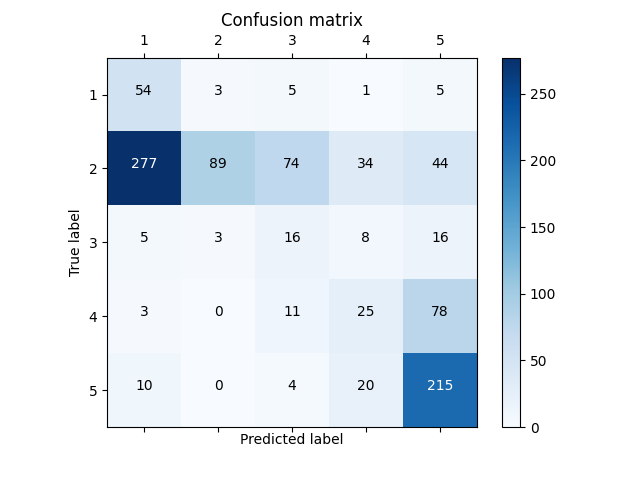 Confusion matrix
1 2 3 4 5
1 54 3 5 1 5
2 277 89 74 34 44
3 5 3 16 8 16
4 3 0 11 25 78
5 10 0 4 20 215
True label
Predicted label
250
200
150
100
50
0